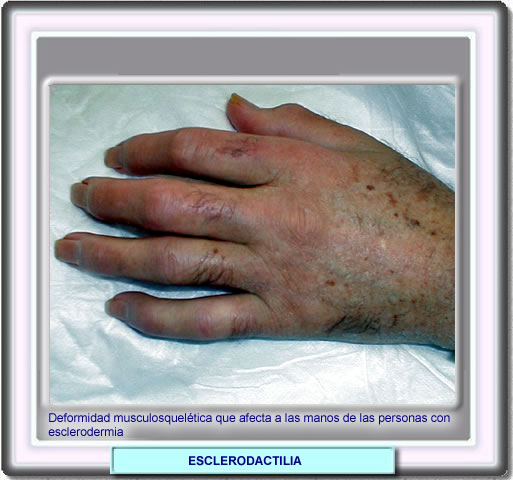 Deformidad musculosquelética que afecta a las manos de las personas con
esclerodermia
ESCLERODACTILIA